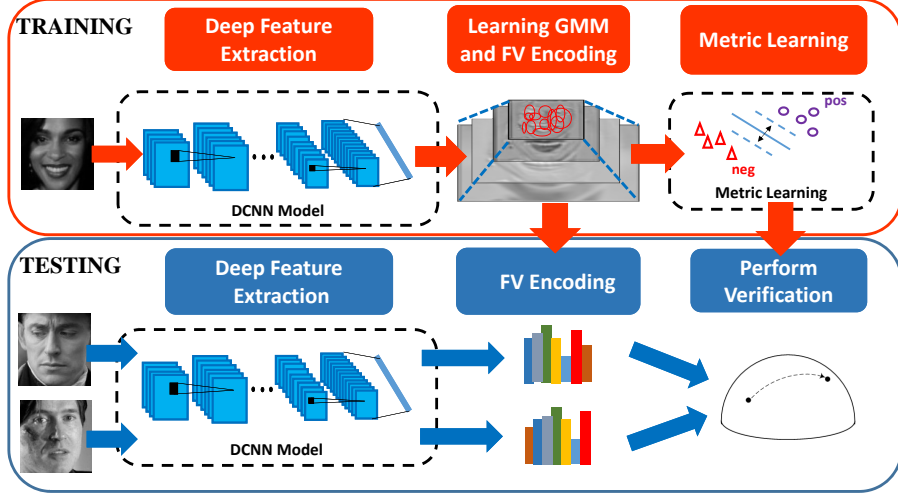 TRAINING
Deep Feature
Extraction
Learning GMM
and FV Encoding
Metric Learning
pos
neg
DCNN Model
Metric Learning
TESTING
Deep Feature
Extraction
FV Encoding
Perform
Verification
DCNN Model